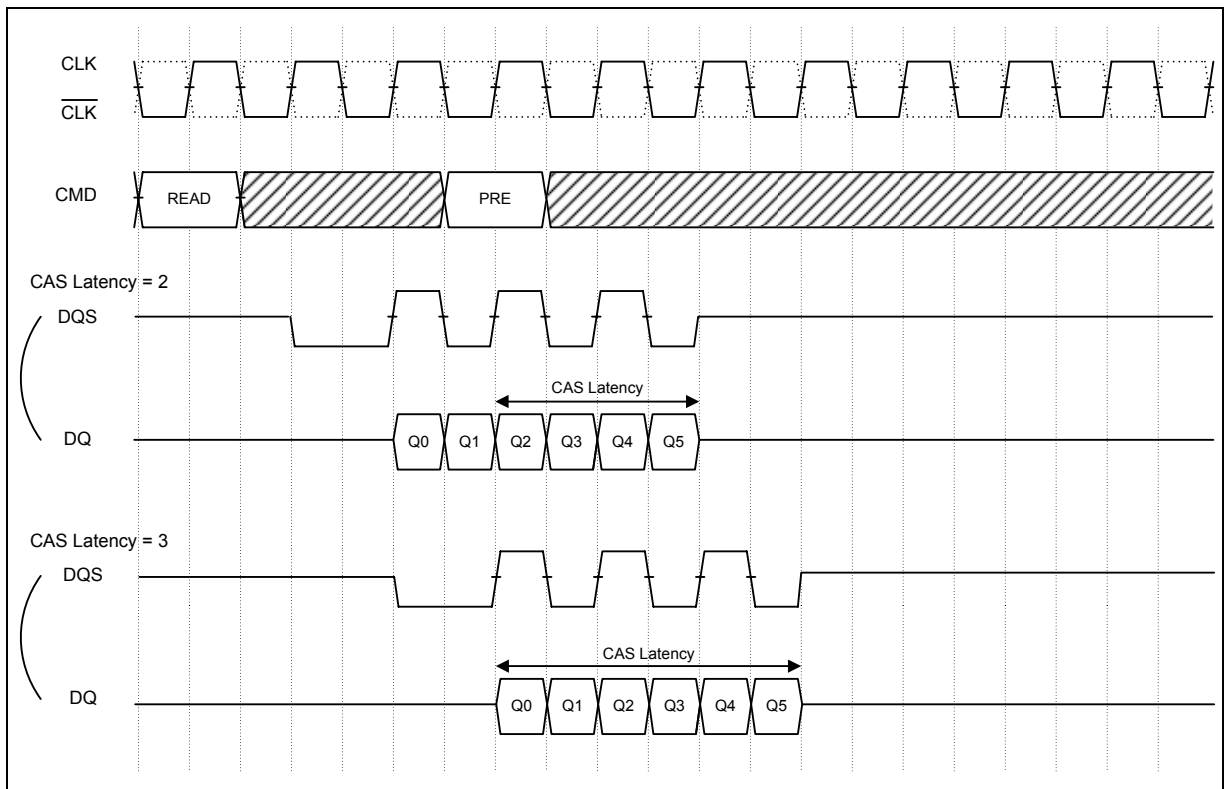 CLK
CLK
CMD
READ
PRE
CAS Latency = 2
DQS
CAS Latency
DQ
Q0 Q1 Q2 Q3 Q4 Q5
CAS Latency = 3
DQS
CAS Latency
DQ
Q0 Q1 Q2 Q3 Q4 Q5